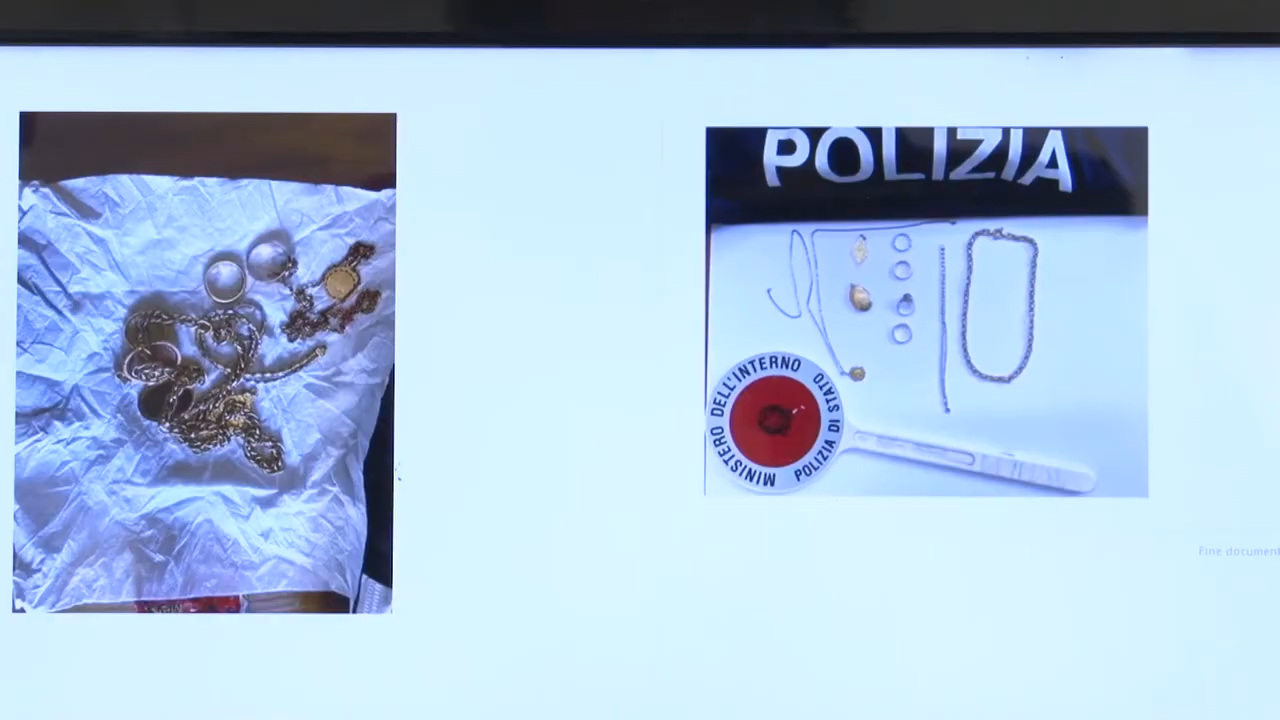 POLIZIA
MINISTERO DELL'INTERNO
POLIZIA DI STATO
Fine document